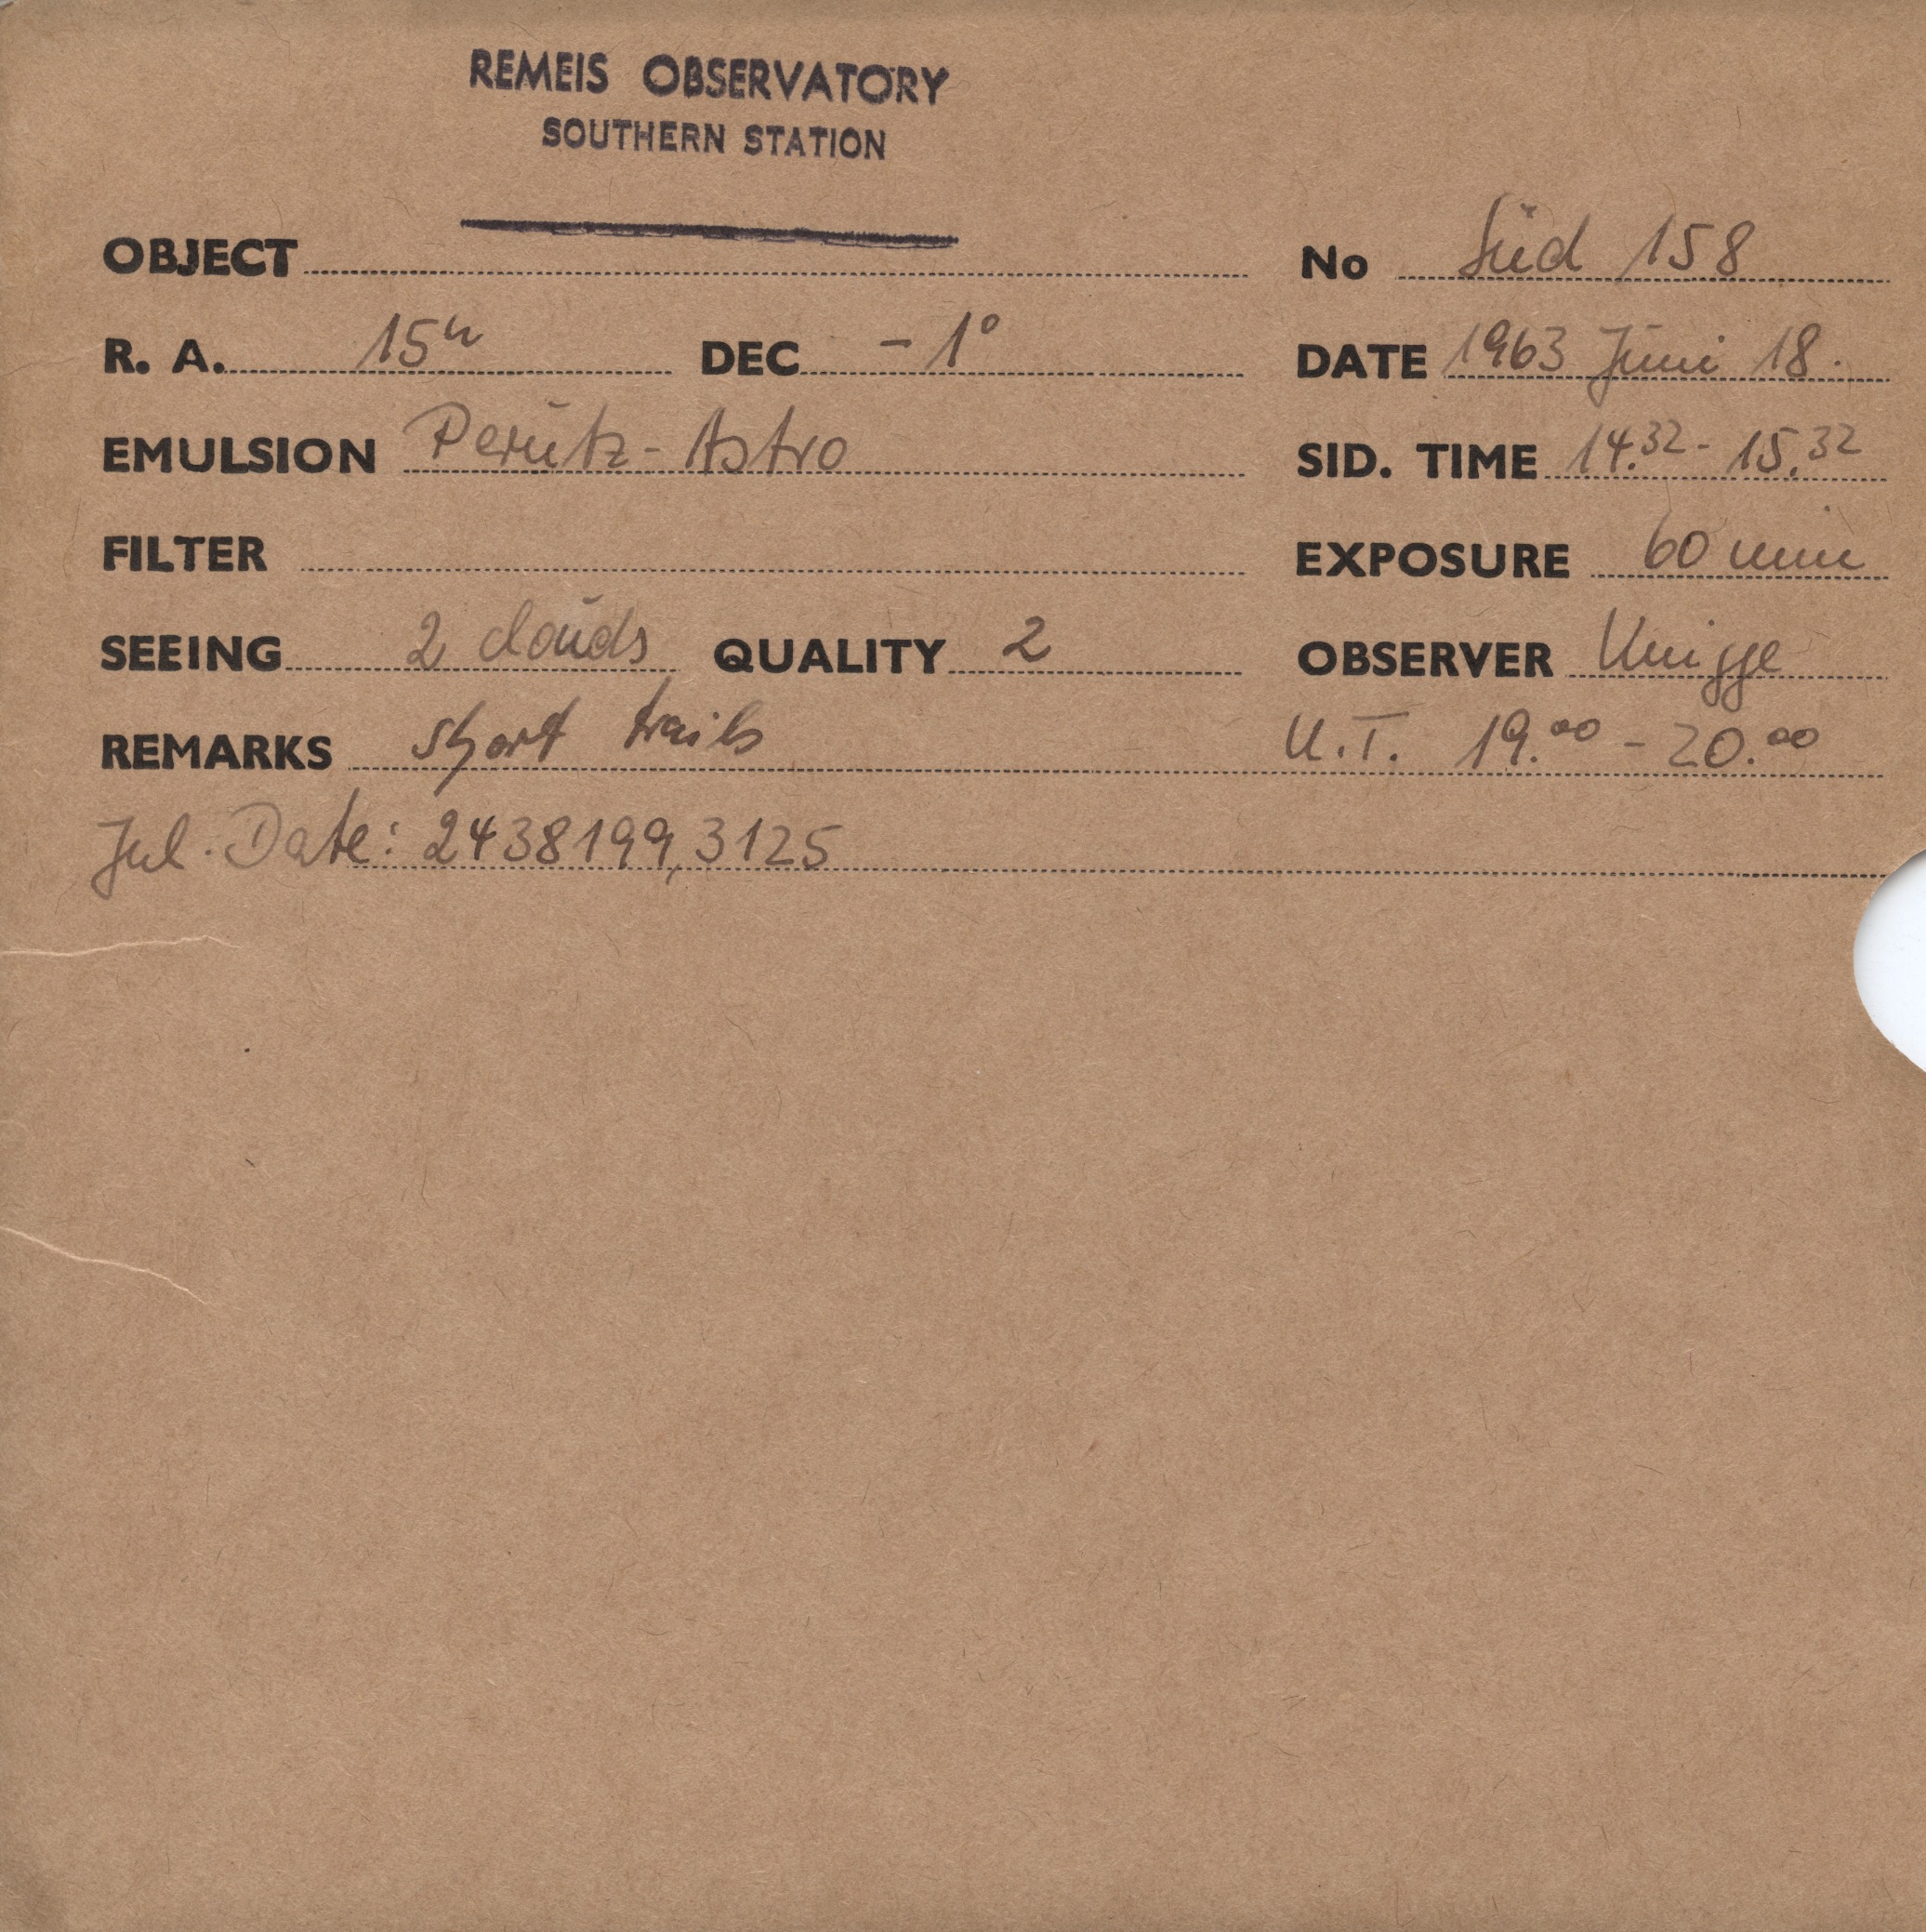 REMEIS OBSERVATORY
SOUTHERN STATION
OBJECT No Süd 158
R. A. 15h DEC -1° DATE 1963 Juni 18.
EMULSION Perutz-Astro SID. TIME 14.32 - 15.32
FILTER EXPOSURE 60 min
SEEING 2 clouds QUALITY 2 OBSERVER Knigge
REMARKS short trails U.T. 19.00 - 20.00
Jul. Date: 2438199,3125